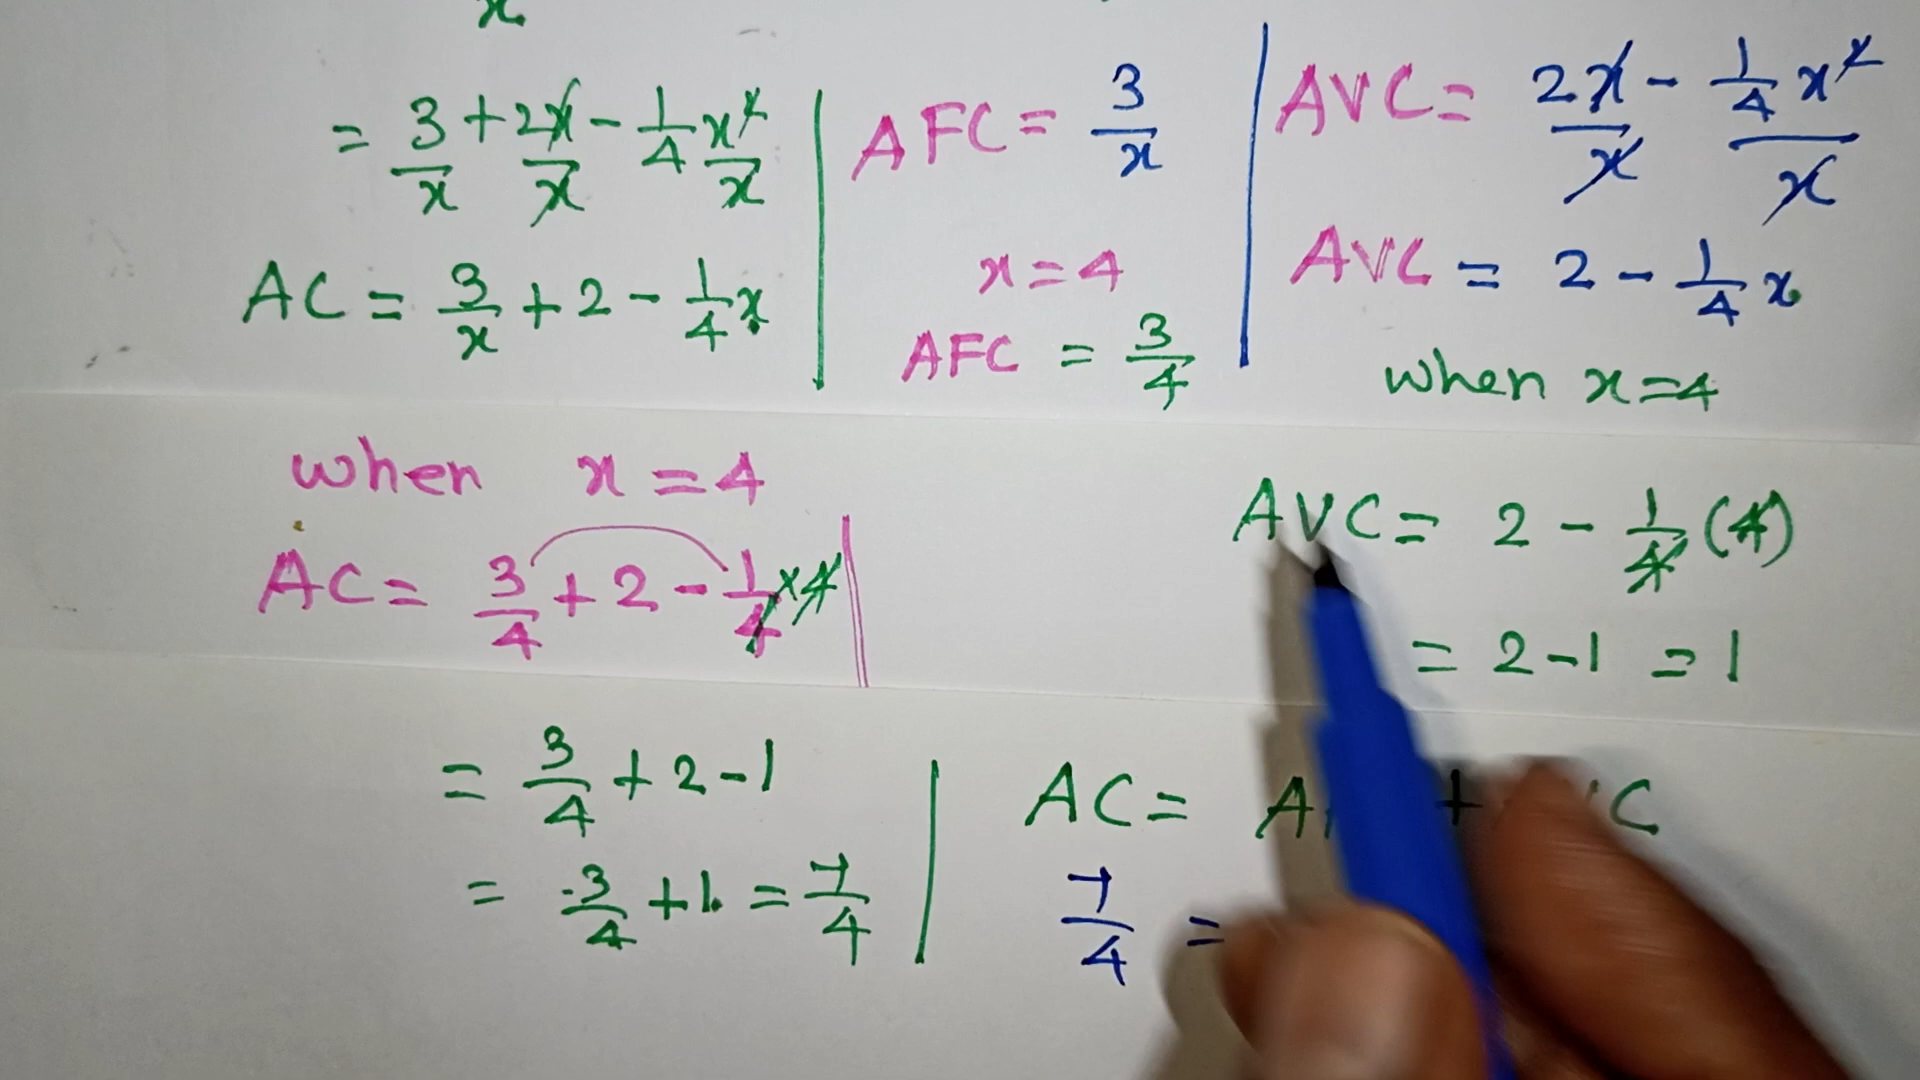 x
= 3/x + 2x/x - 1/4 x²/x
AC = 3/x + 2 - 1/4 x
AFC = 3/x
x = 4
AFC = 3/4
AVC = 2x/x - 1/4 x²/x
AVC = 2 - 1/4 x
when x = 4
when x = 4
AC = 3/4 + 2 - 1/4 × 4
= 3/4 + 2 - 1
= 3/4 + 1 = 7/4
AVC = 2 - 1/4 (4)
= 2 - 1 = 1
AC = A + C
7/4 =